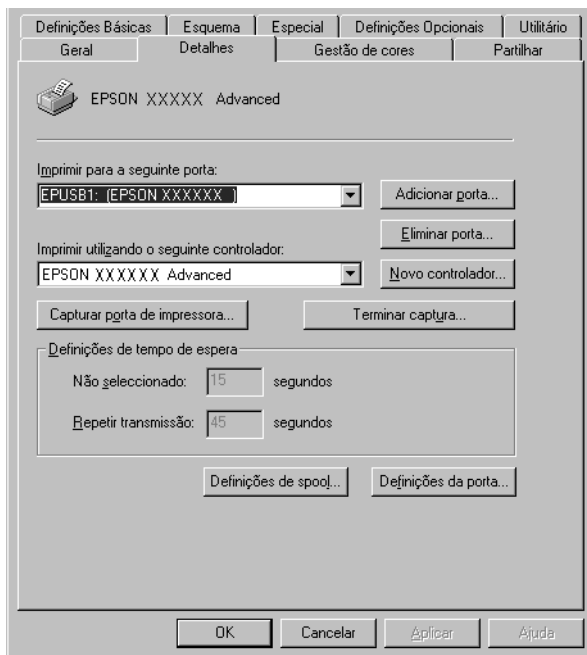 Definições Básicas Esquema Especial Definições Opcionais Utilitário
Geral Detalhes Gestão de cores Partilhar
EPSON XXXXX Advanced
Imprimir para a seguinte porta:
EPUSB1: (EPSON XXXXXX ) Adicionar porta...
Eliminar porta...
Imprimir utilizando o seguinte controlador:
EPSON XXXXXX Advanced Novo controlador...
Capturar porta de impressora... Terminar captura...
Definições de tempo de espera
Não seleccionado: 15 segundos
Repetir transmissão: 45 segundos
Definições de spool... Definições da porta...
OK Cancelar Aplicar Ajuda